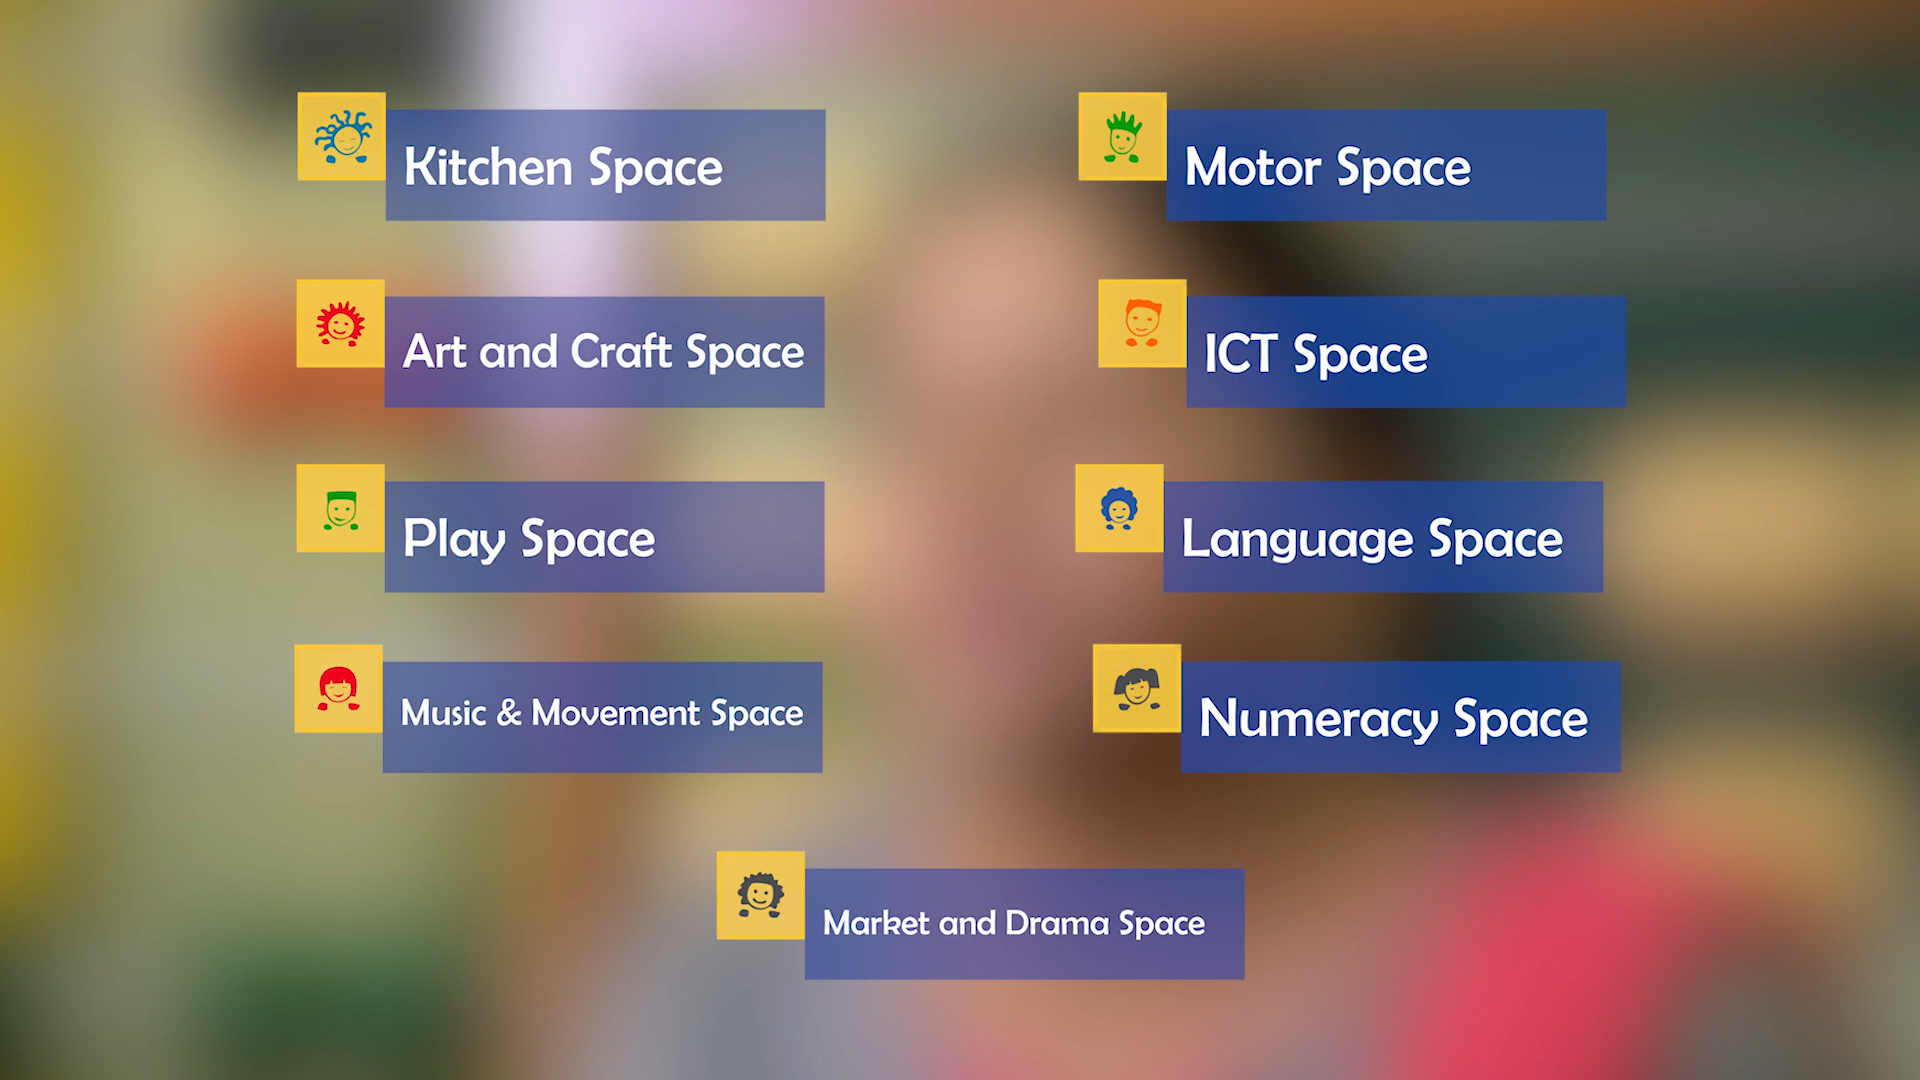 Kitchen Space
Motor Space
Art and Craft Space
ICT Space
Play Space
Language Space
Music & Movement Space
Numeracy Space
Market and Drama Space